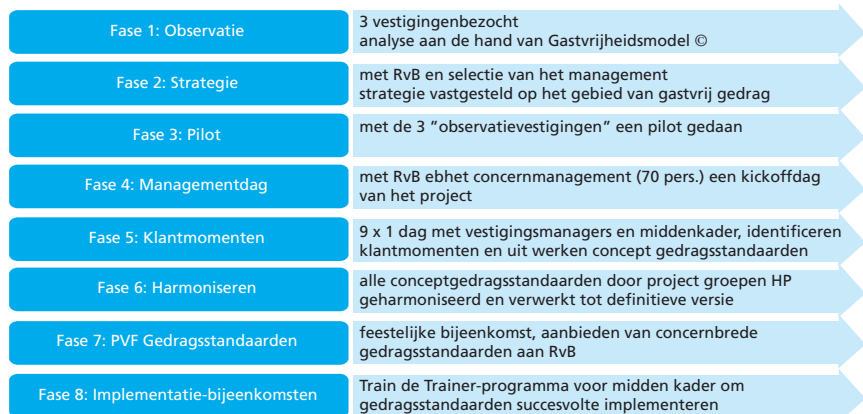 Fase 1: Observatie
3 vestigingenbezocht
analyse aan de hand van Gastvrijheidsmodel ©
Fase 2: Strategie
met RvB en selectie van het management
strategie vastgesteld op het gebied van gastvrij gedrag
Fase 3: Pilot
met de 3 “observatievestigingen” een pilot gedaan
Fase 4: Managementdag
met RvB ebhet concernmanagement (70 pers.) een kickoffdag
van het project
Fase 5: Klantmomenten
9 x 1 dag met vestigingsmanagers en middenkader, identificeren
klantmomenten en uit werken concept gedragsstandaarden
Fase 6: Harmoniseren
alle conceptgedragsstandaarden door project groepen HP
geharmoniseerd en verwerkt tot definitieve versie
Fase 7: PVF Gedragsstandaarden
feestelijke bijeenkomst, aanbieden van concernbrede
gedragsstandaarden aan RvB
Fase 8: Implementatie-bijeenkomsten
Train de Trainer-programma voor midden kader om
gedragsstandaarden succesvolte implementeren